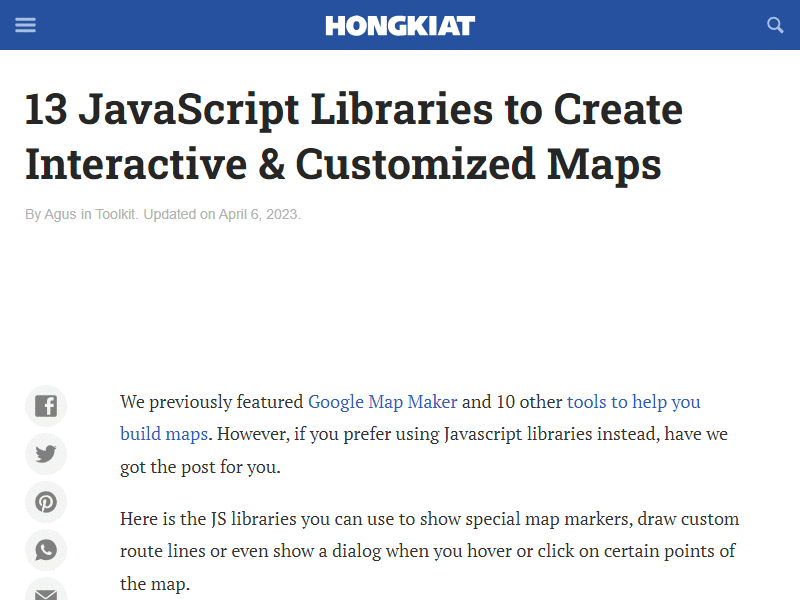 HONGKIAT
13 JavaScript Libraries to Create
Interactive & Customized Maps
By Agus in Toolkit. Updated on April 6, 2023.
We previously featured Google Map Maker and 10 other tools to help you
build maps. However, if you prefer using Javascript libraries instead, have we
got the post for you.
Here is the JS libraries you can use to show special map markers, draw custom
route lines or even show a dialog when you hover or click on certain points of
the map.